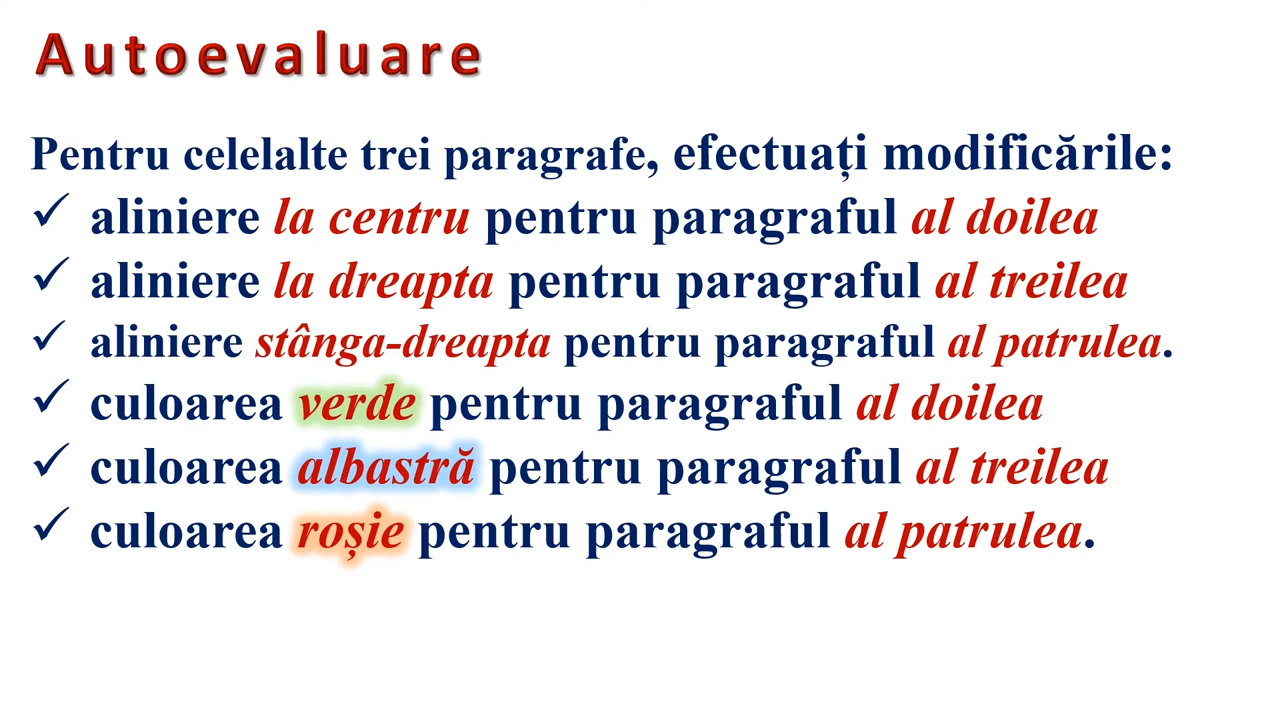 Autoevaluare
Pentru celelalte trei paragrafe, efectuați modificările:
✓ aliniere la centru pentru paragraful al doilea
✓ aliniere la dreapta pentru paragraful al treilea
✓ aliniere stânga-dreapta pentru paragraful al patrulea.
✓ culoarea verde pentru paragraful al doilea
✓ culoarea albastră pentru paragraful al treilea
✓ culoarea roșie pentru paragraful al patrulea.